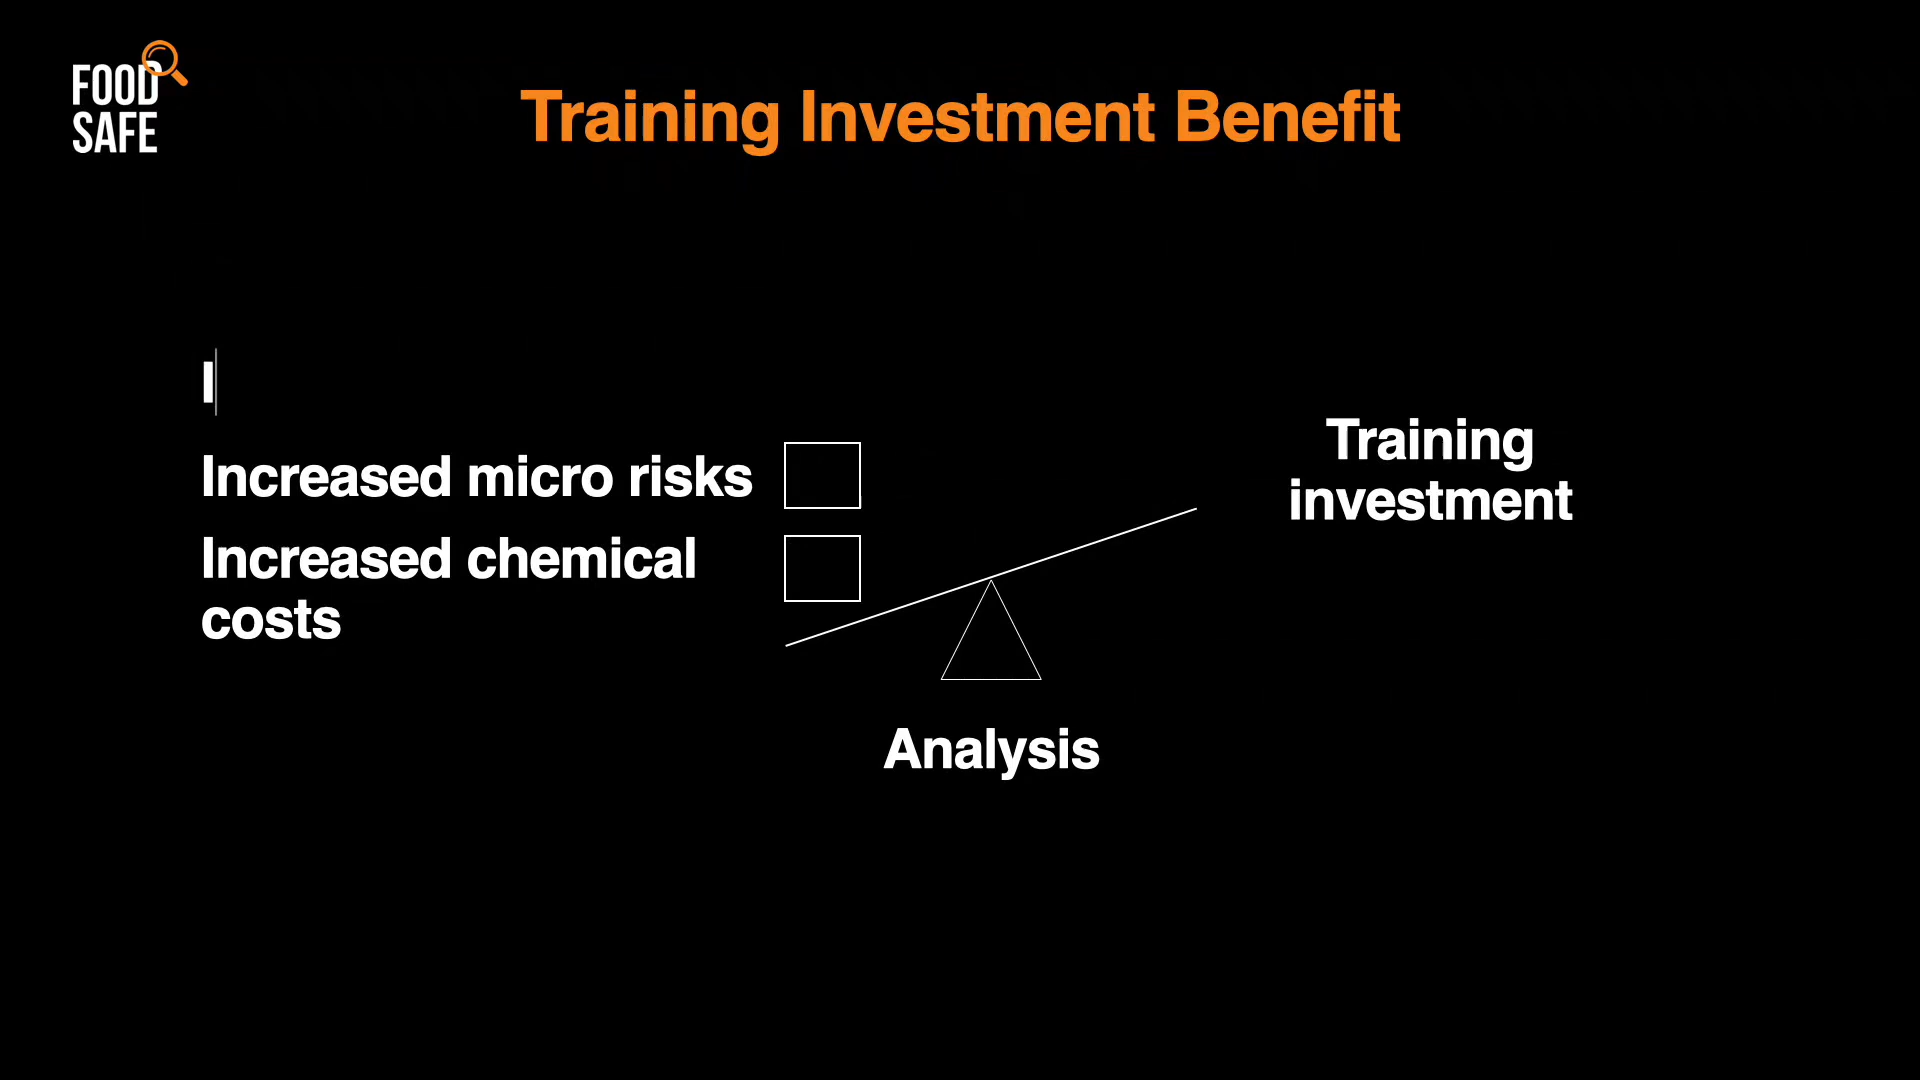 FOOD
SAFE
Training Investment Benefit
I
Increased micro risks
Increased chemical
costs
Training
investment
Analysis